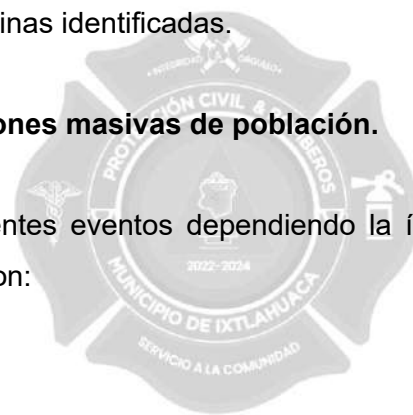 inas identificadas.
ones masivas de población.
entes eventos dependiendo la í
on:
INTEGRIDAD & ORGULLO
PROTECCIÓN CIVIL & BOMBEROS
2022-2024
MUNICIPIO DE IXTLAHUACA
SERVICIO A LA COMUNIDAD